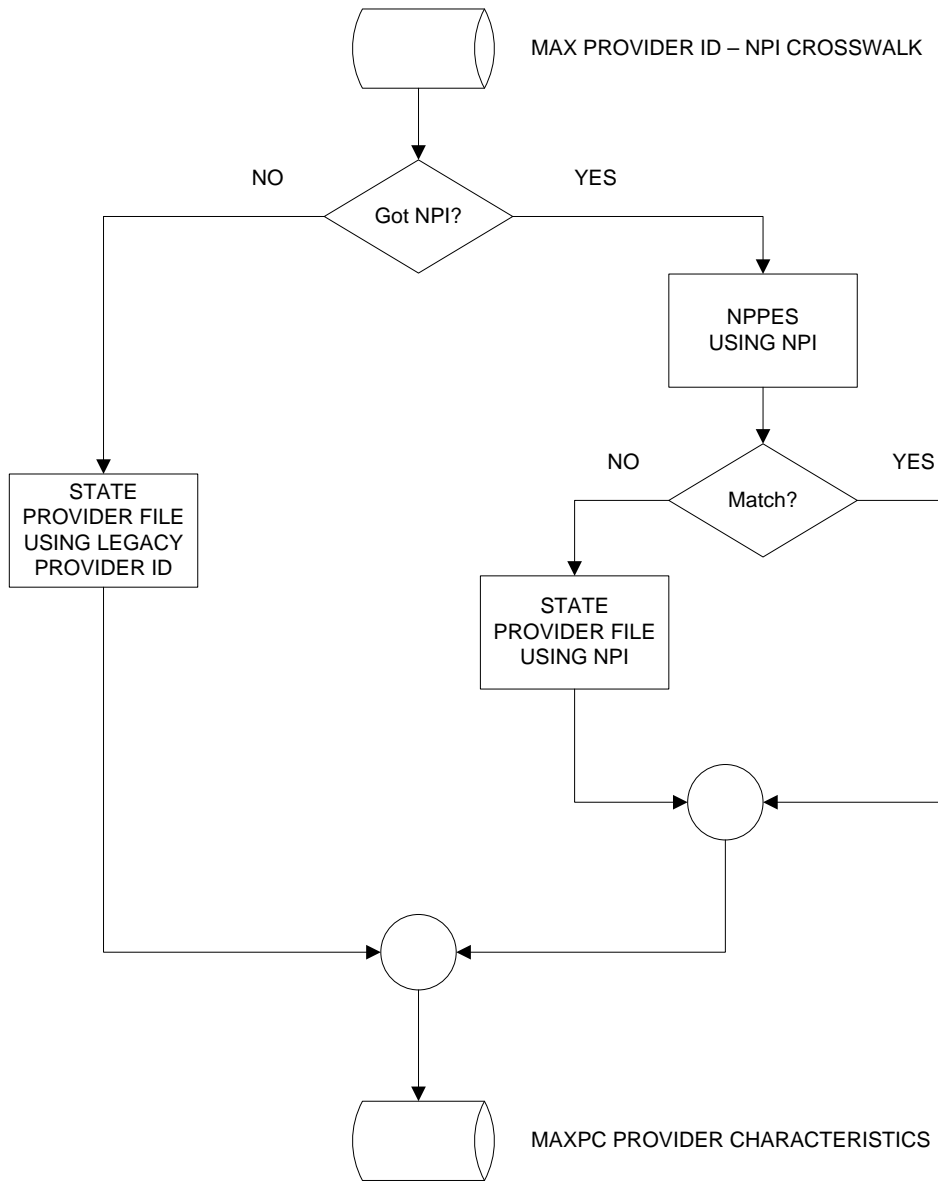 MAX PROVIDER ID – NPI CROSSWALK
NO
YES
Got NPI?
NPPES
USING NPI
NO
YES
Match?
STATE
PROVIDER FILE
USING LEGACY
PROVIDER ID
STATE
PROVIDER FILE
USING NPI
MAXPC PROVIDER CHARACTERISTICS